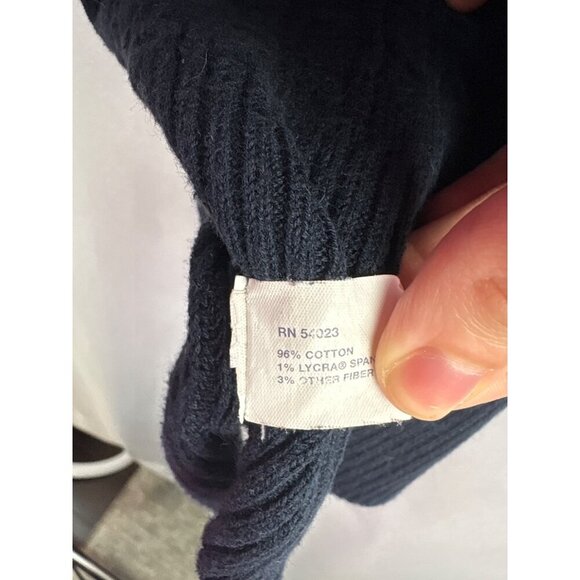 RN 54023
96% COTTON
1% LYCRA® SPAN
3% OTHER FIBER